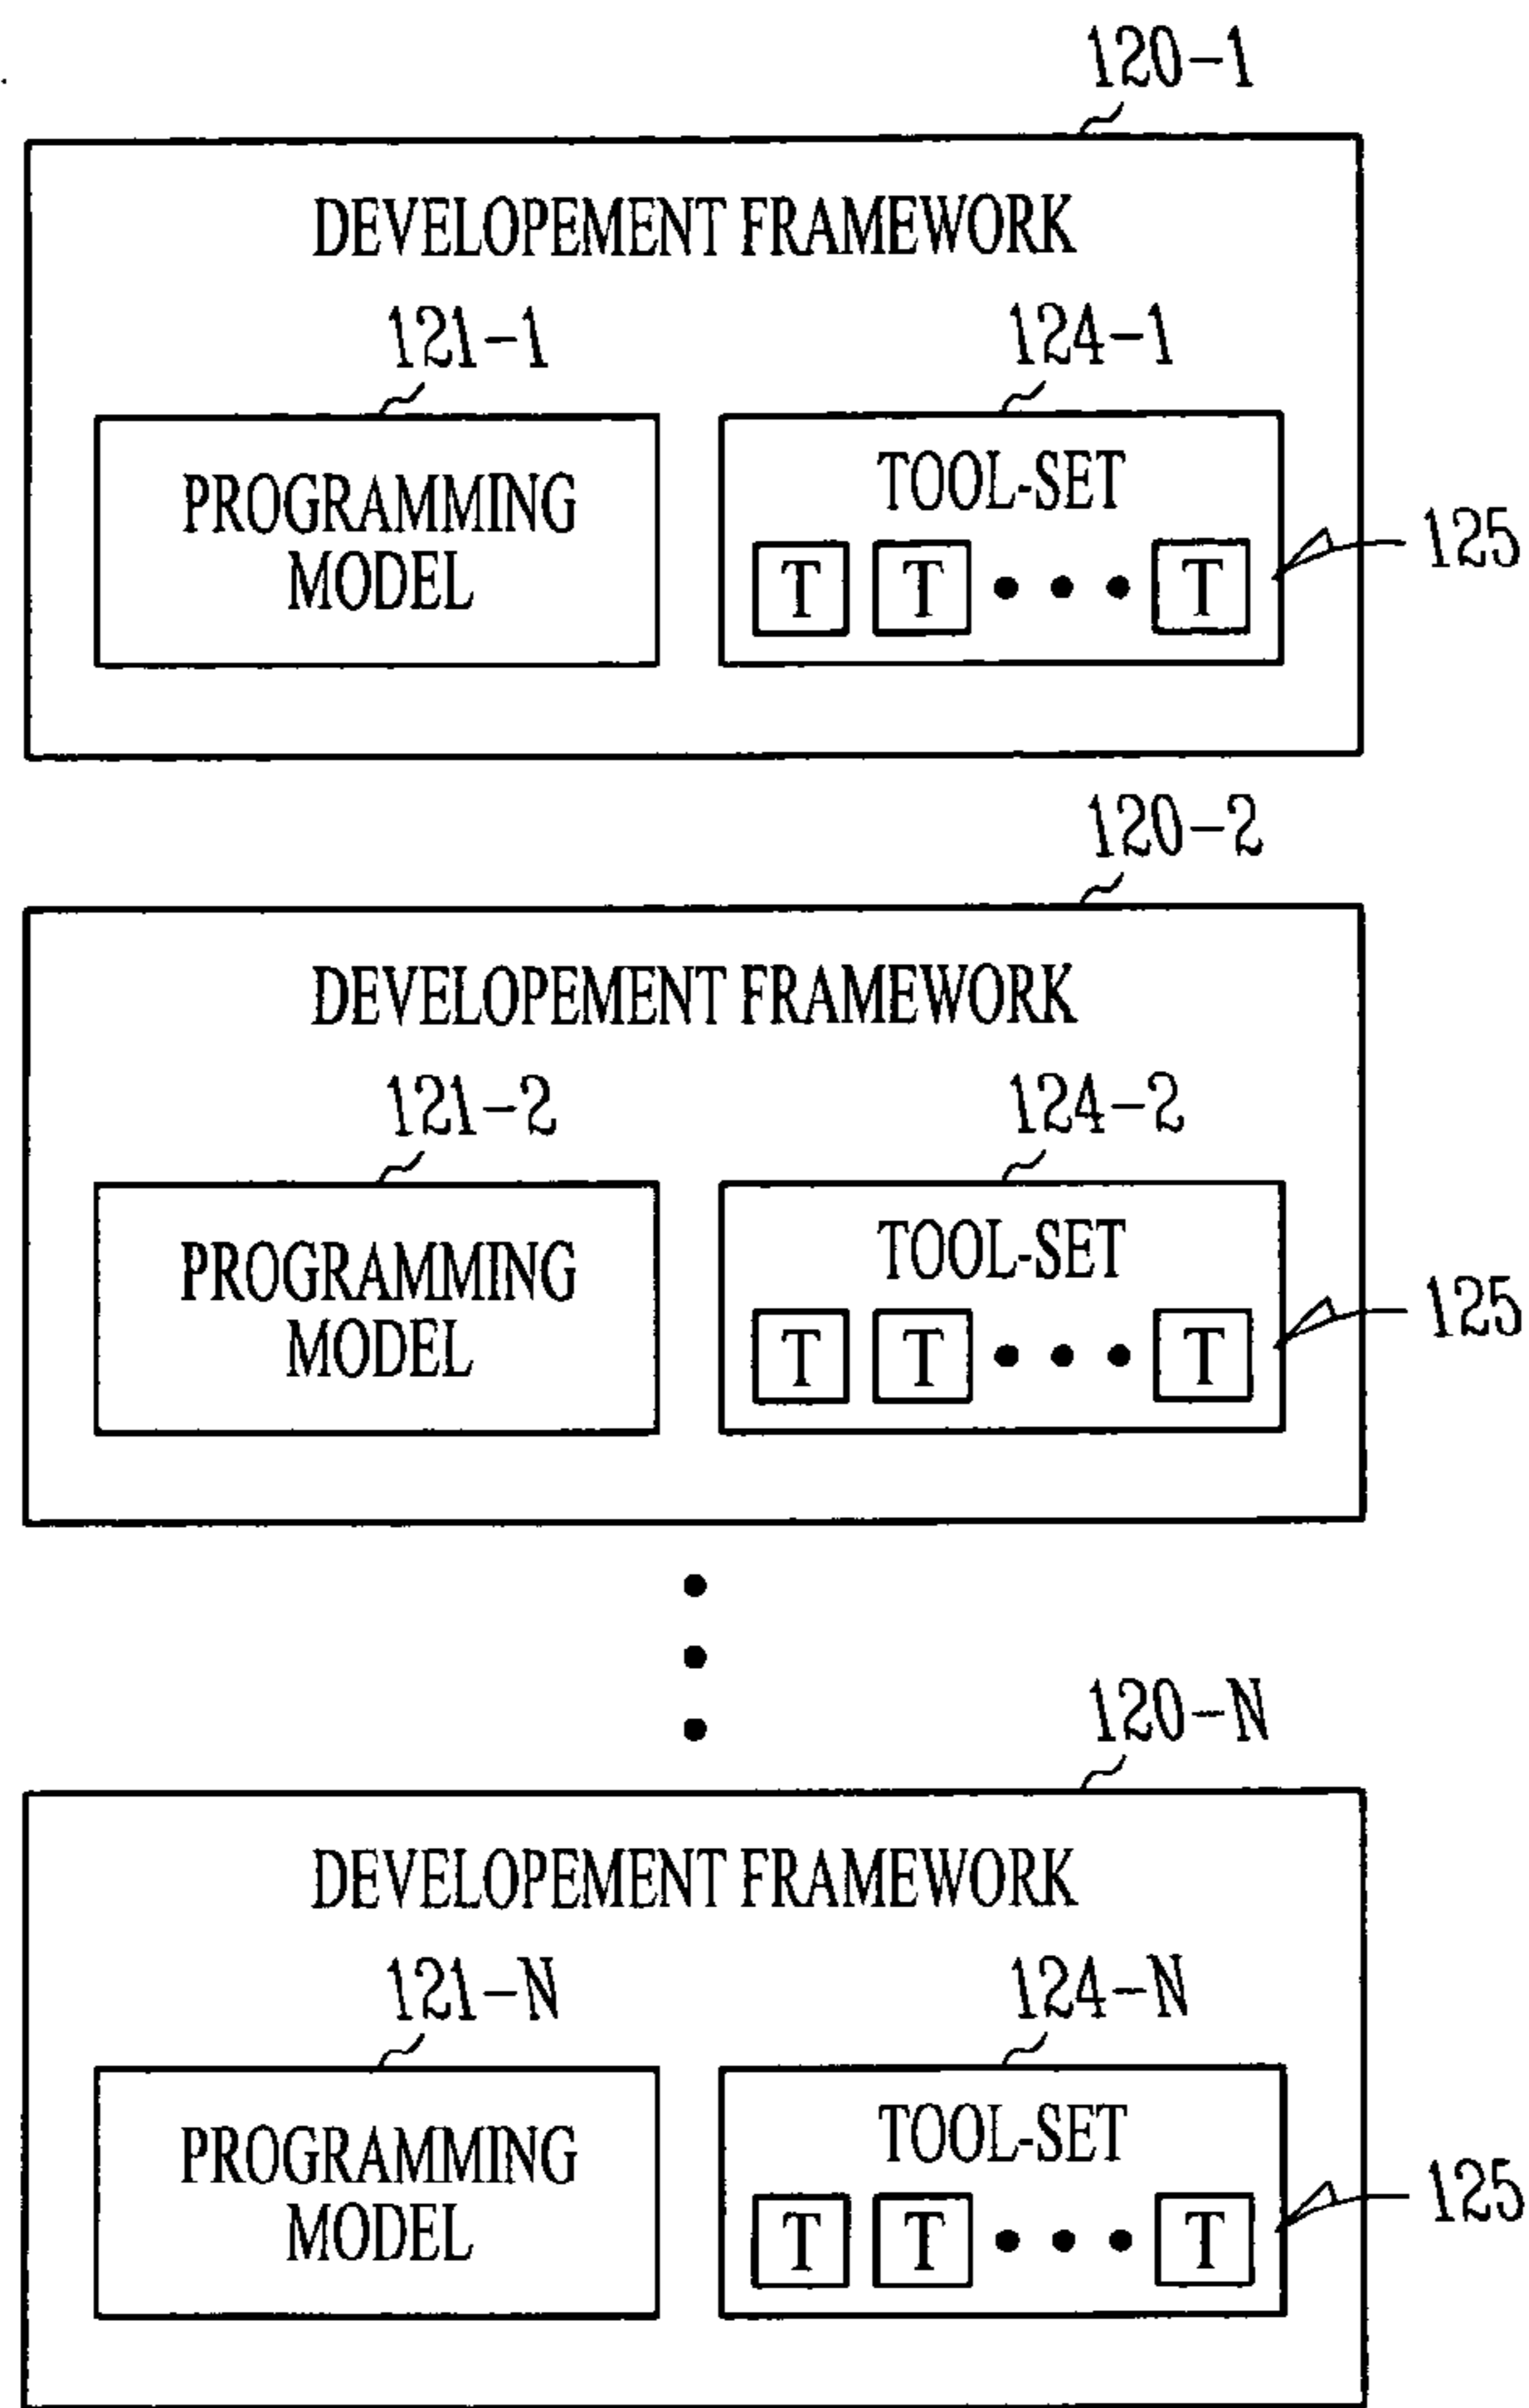 120-1
DEVELOPEMENT FRAMEWORK
121-1
124-1
PROGRAMMING
MODEL
TOOL-SET
T T • • • T
125
120-2
DEVELOPEMENT FRAMEWORK
121-2
124-2
PROGRAMMING
MODEL
TOOL-SET
T T • • • T
125
120-N
DEVELOPEMENT FRAMEWORK
121-N
124-N
PROGRAMMING
MODEL
TOOL-SET
T T • • • T
125